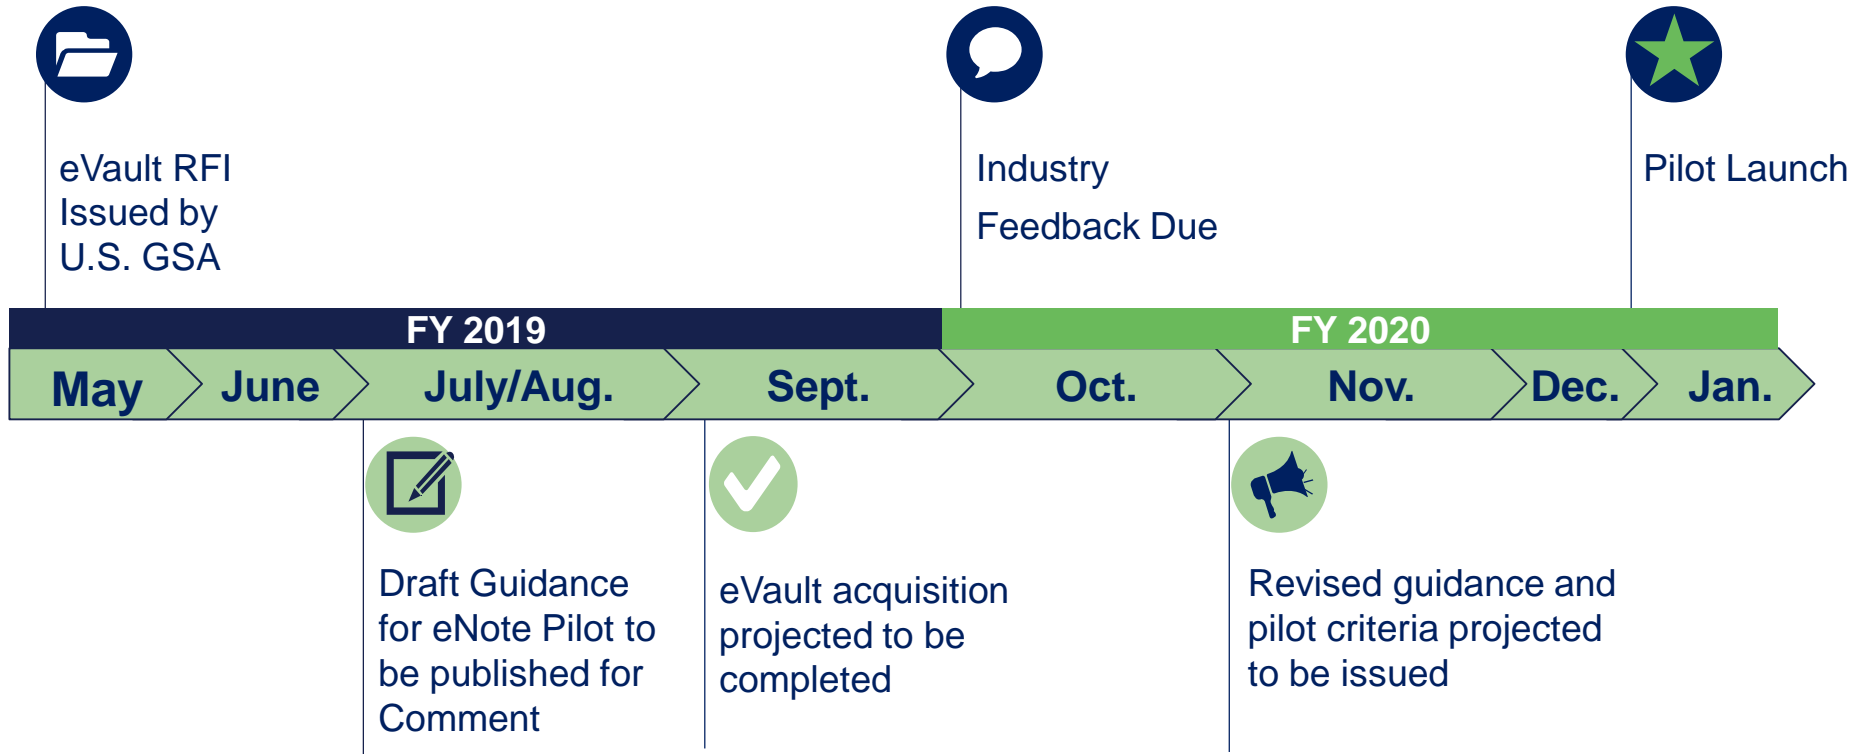 eVault RFI
Issued by
U.S. GSA
Industry
Feedback Due
Pilot Launch
FY 2019
FY 2020
May
June
July/Aug.
Sept.
Oct.
Nov.
Dec.
Jan.
Draft Guidance
for eNote Pilot to
be published for
Comment
eVault acquisition
projected to be
completed
Revised guidance and
pilot criteria projected
to be issued